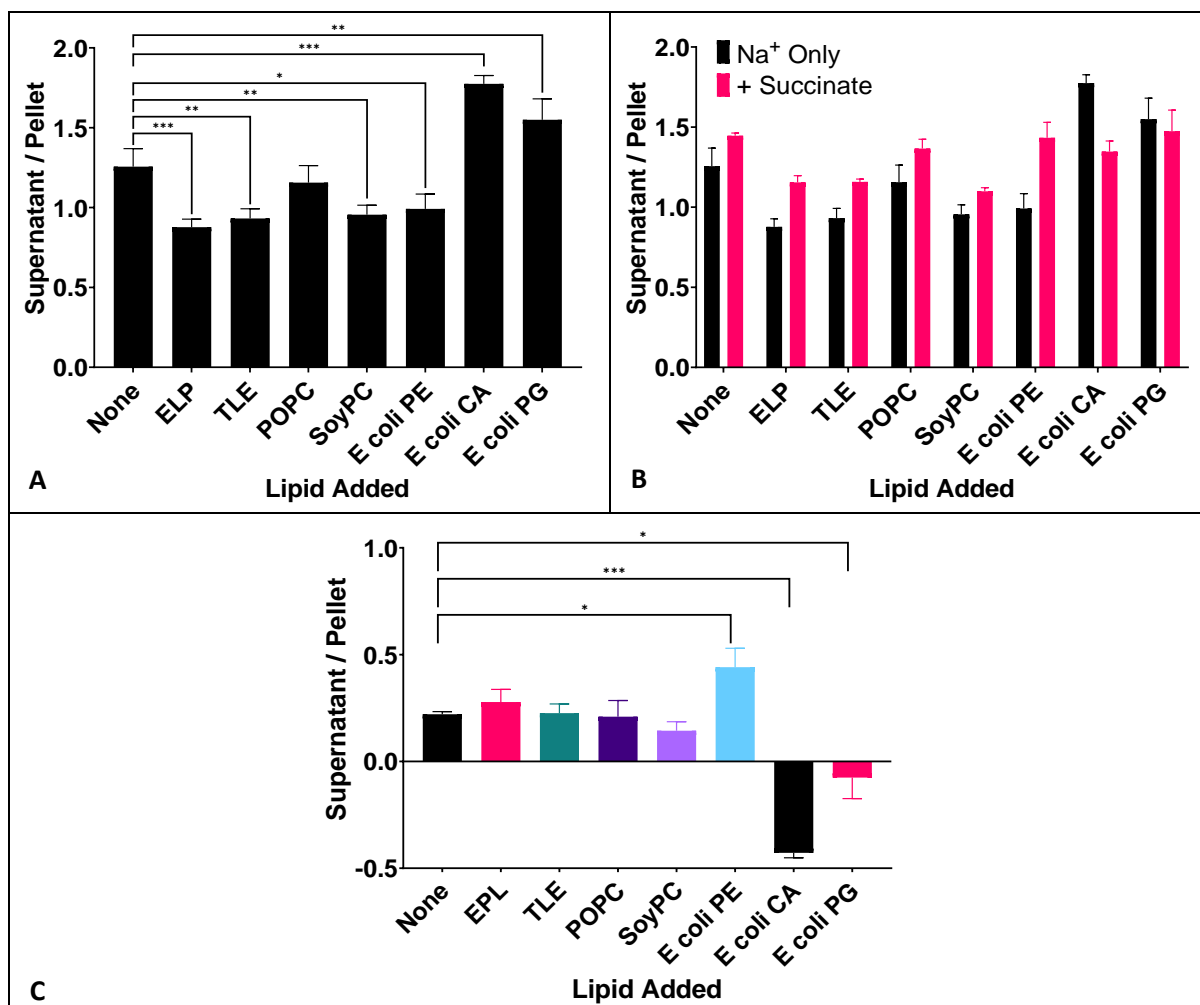 **
***
*
**
**
***
2.0
1.5
1.0
0.5
0.0
Supernatant / Pellet
None
ELP
TLE
POPC
SoyPC
E coli PE
E coli CA
E coli PG
Lipid Added
A
Na⁺ Only
+ Succinate
2.0
1.5
1.0
0.5
0.0
Supernatant / Pellet
None
ELP
TLE
POPC
SoyPC
E coli PE
E coli CA
E coli PG
Lipid Added
B
*
***
*
1.0
0.5
0.0
-0.5
Supernatant / Pellet
None
EPL
TLE
POPC
SoyPC
E coli PE
E coli CA
E coli PG
Lipid Added
C